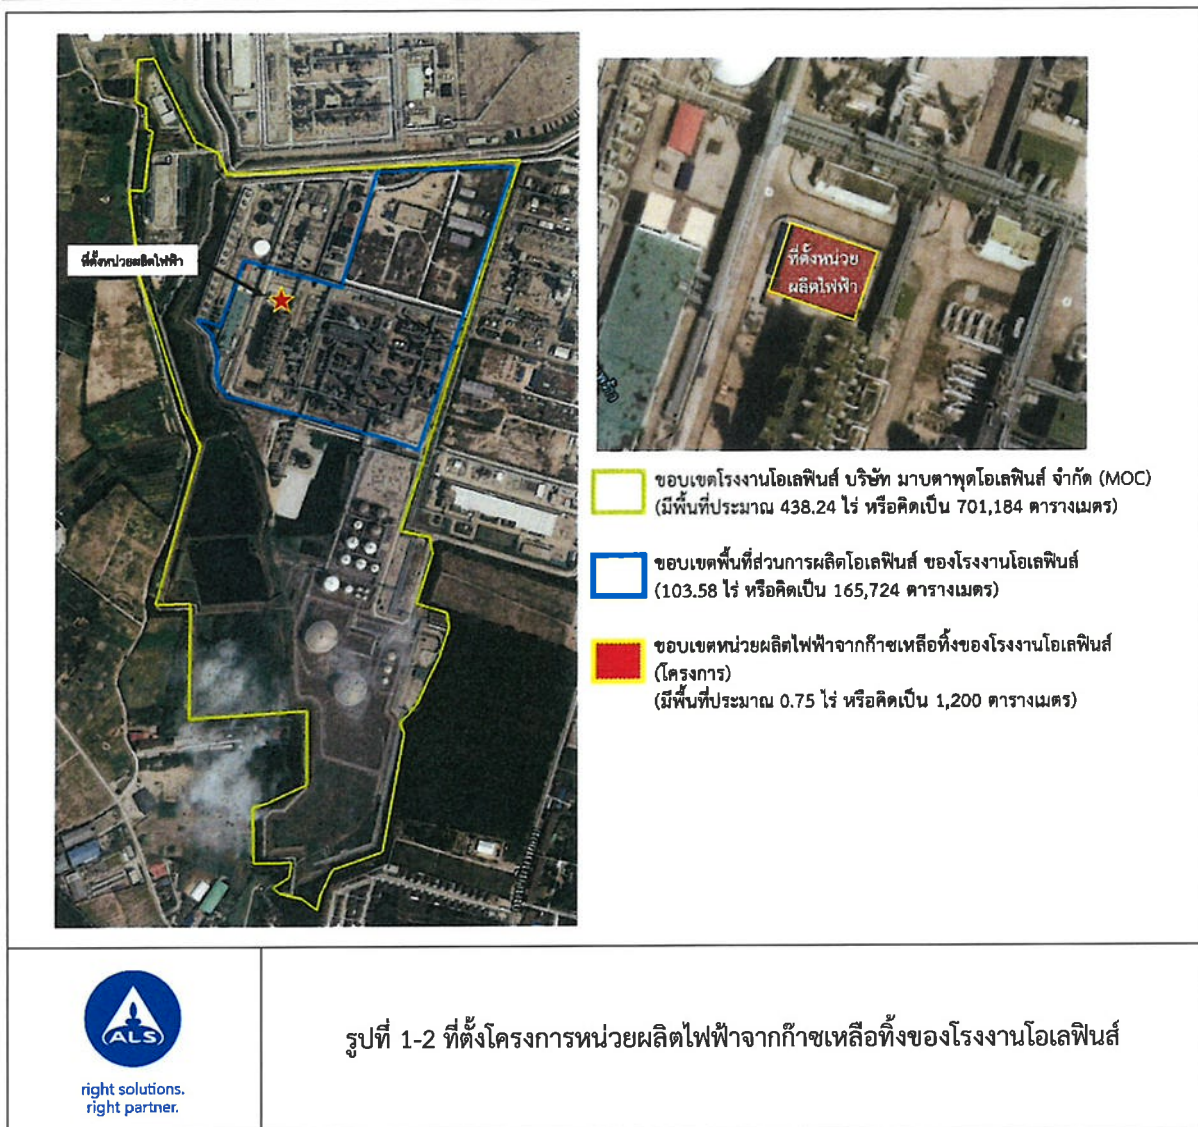 ที่ตั้งหน่วยผลิตไฟฟ้า
ที่ตั้งหน่วย
ผลิตไฟฟ้า
ขอบเขตโรงงานโอเลฟินส์ บริษัท มาบตาพุดโอเลฟินส์ จำกัด (MOC)
(มีพื้นที่ประมาณ 438.24 ไร่ หรือคิดเป็น 701,184 ตารางเมตร)
ขอบเขตพื้นที่ส่วนการผลิตโอเลฟินส์ ของโรงงานโอเลฟินส์
(103.58 ไร่ หรือคิดเป็น 165,724 ตารางเมตร)
ขอบเขตหน่วยผลิตไฟฟ้าจากก๊าซเหลือทิ้งของโรงงานโอเลฟินส์
(โครงการ)
(มีพื้นที่ประมาณ 0.75 ไร่ หรือคิดเป็น 1,200 ตารางเมตร)
ALS
right solutions.
right partner.
รูปที่ 1-2 ที่ตั้งโครงการหน่วยผลิตไฟฟ้าจากก๊าซเหลือทิ้งของโรงงานโอเลฟินส์